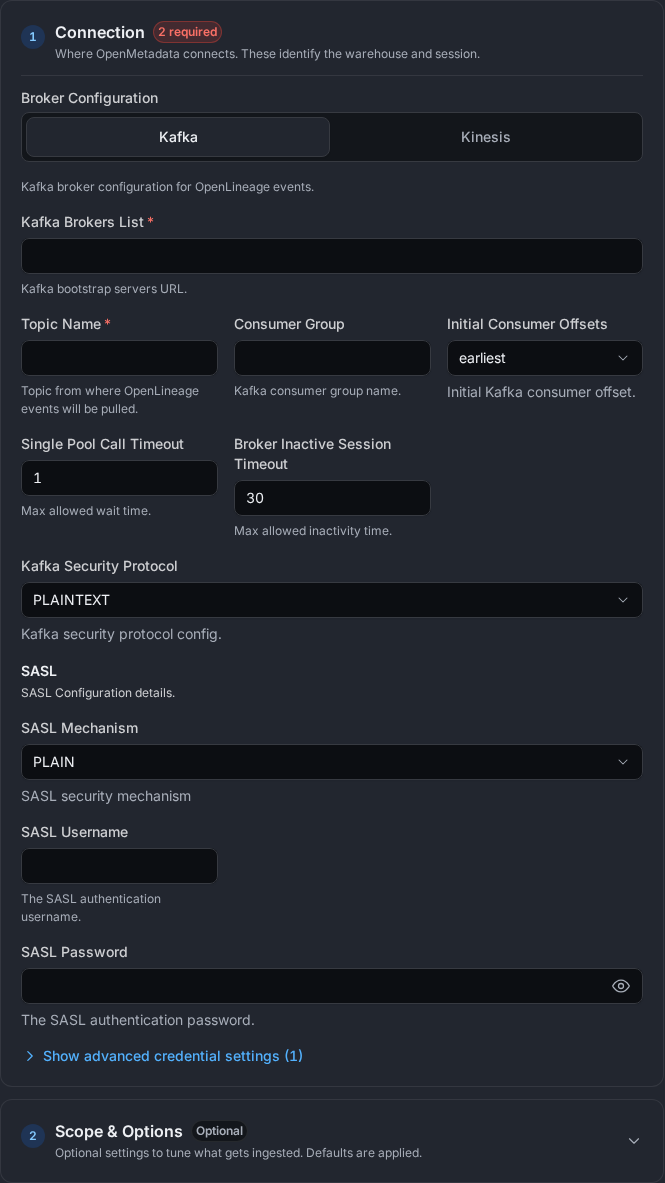 1
Connection 2 required
Where OpenMetadata connects. These identify the warehouse and session.
Broker Configuration
Kafka Kinesis
Kafka broker configuration for OpenLineage events.
Kafka Brokers List *
Kafka bootstrap servers URL.
Topic Name * Consumer Group Initial Consumer Offsets
earliest
Topic from where OpenLineage events will be pulled. Kafka consumer group name. Initial Kafka consumer offset.
Single Pool Call Timeout Broker Inactive Session Timeout
1
30
Max allowed wait time.
Max allowed inactivity time.
Kafka Security Protocol
PLAINTEXT
Kafka security protocol config.
SASL
SASL Configuration details.
SASL Mechanism
PLAIN
SASL security mechanism
SASL Username
The SASL authentication
username.
SASL Password
The SASL authentication password.
Show advanced credential settings (1)
2
Scope & Options Optional
Optional settings to tune what gets ingested. Defaults are applied.